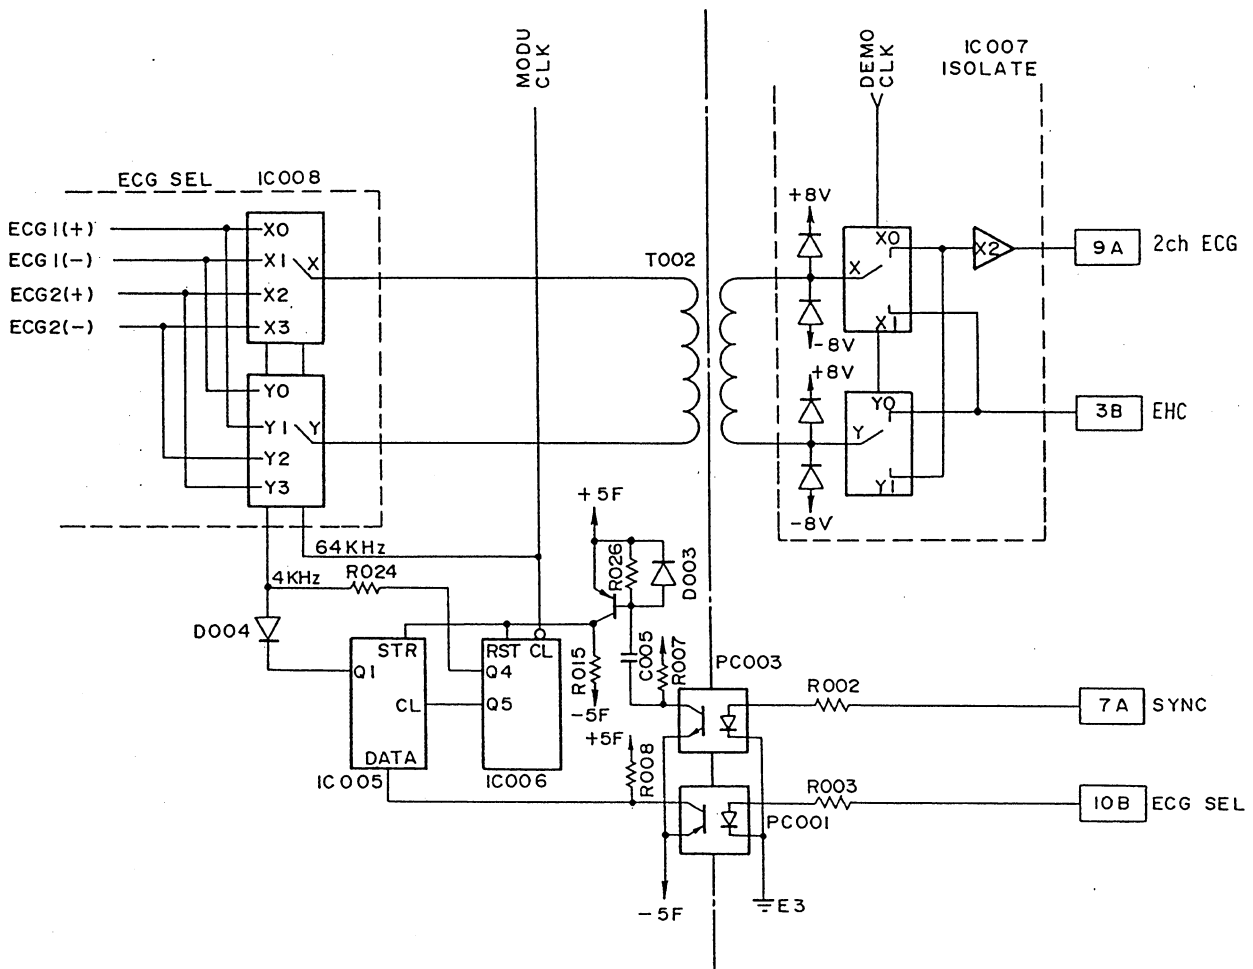 MODU CLK
DEMO CLK
IC007
ISOLATE
ECG SEL IC008
ECG1(+)
ECG1(-)
ECG2(+)
ECG2(-)
X0
X1
X2
X3
X
Y0
Y1
Y2
Y3
Y
T002
+8V
-8V
+8V
-8V
X0
X
X1
Y0
Y
Y1
X2
9A 2ch ECG
3B EHC
64KHz
4KHz
R024
D004
+5F
R026
D003
STR
Q1
CL
DATA
IC005
RST CL
Q4
Q5
IC006
R015
-5F
C005
R007
+5F
R008
PC003
R002
7A SYNC
R003
10B ECG SEL
PC001
-5F
E3